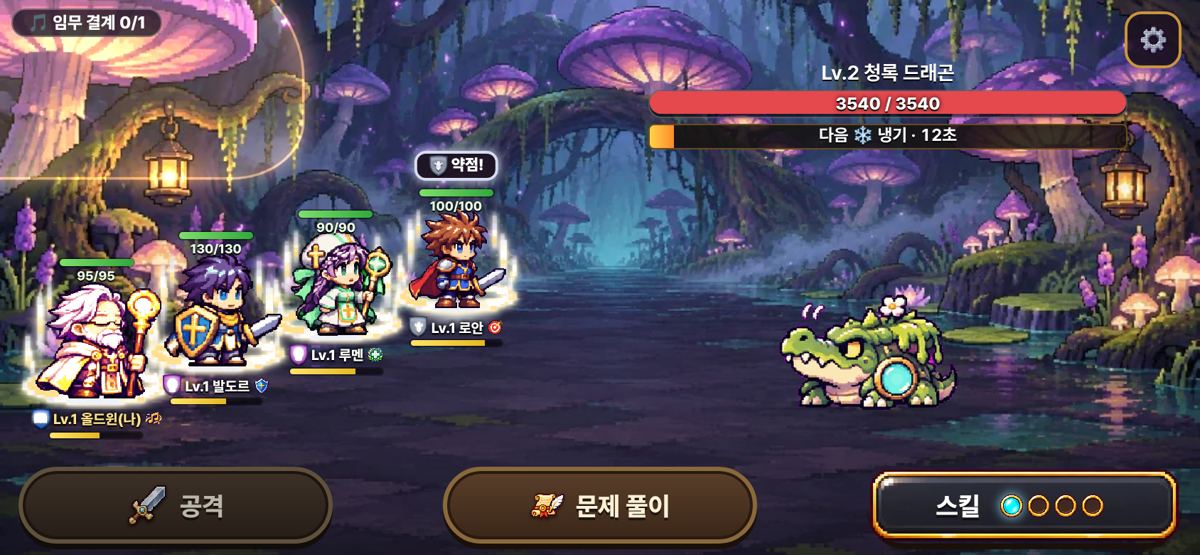 임무 결계 0/1
Lv.2 청록 드래곤
3540 / 3540
다음 ❄ 냉기 · 12초
약점!
100/100
90/90
130/130
95/95
Lv.1 로안
Lv.1 루멘
Lv.1 발도르
Lv.1 올드윈(나)
공격
문제 풀이
스킬